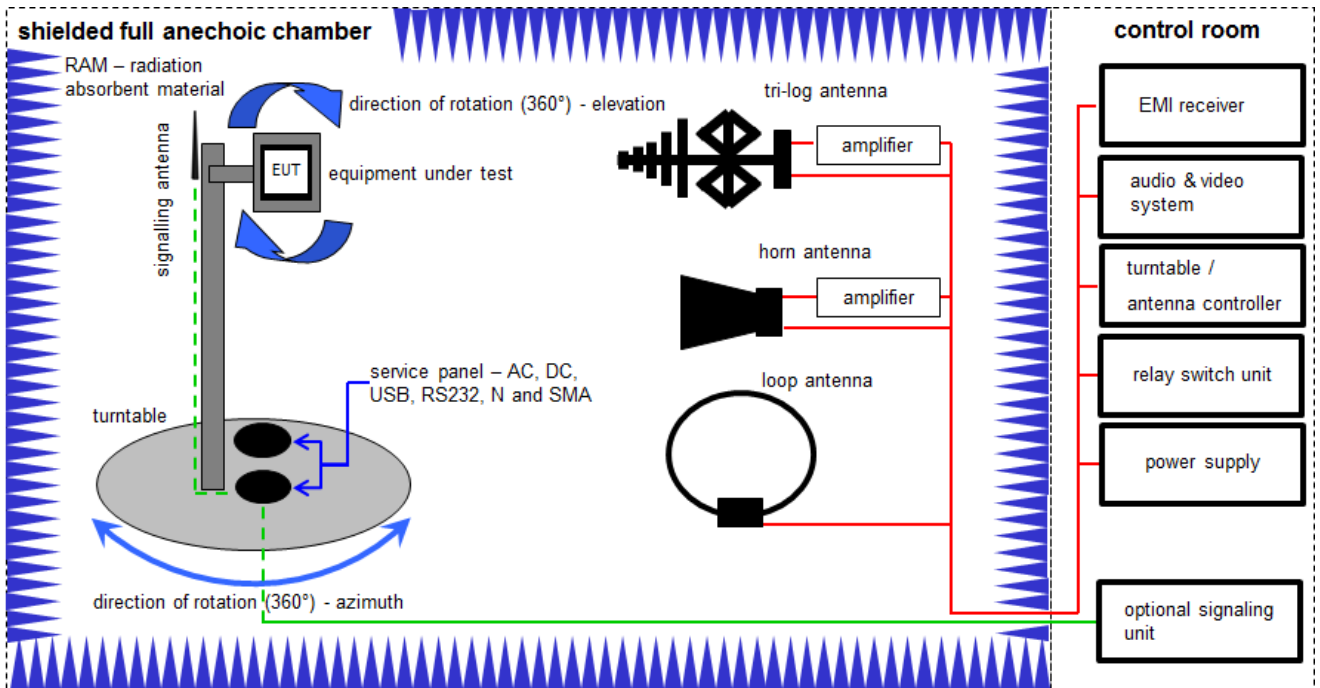 shielded full anechoic chamber
control room
RAM – radiation
absorbent material
direction of rotation (360°) - elevation
signalling antenna
EUT
equipment under test
tri-log antenna
amplifier
horn antenna
amplifier
loop antenna
service panel – AC, DC,
USB, RS232, N and SMA
turntable
direction of rotation (360°) - azimuth
EMI receiver
audio & video
system
turntable /
antenna controller
relay switch unit
power supply
optional signaling
unit